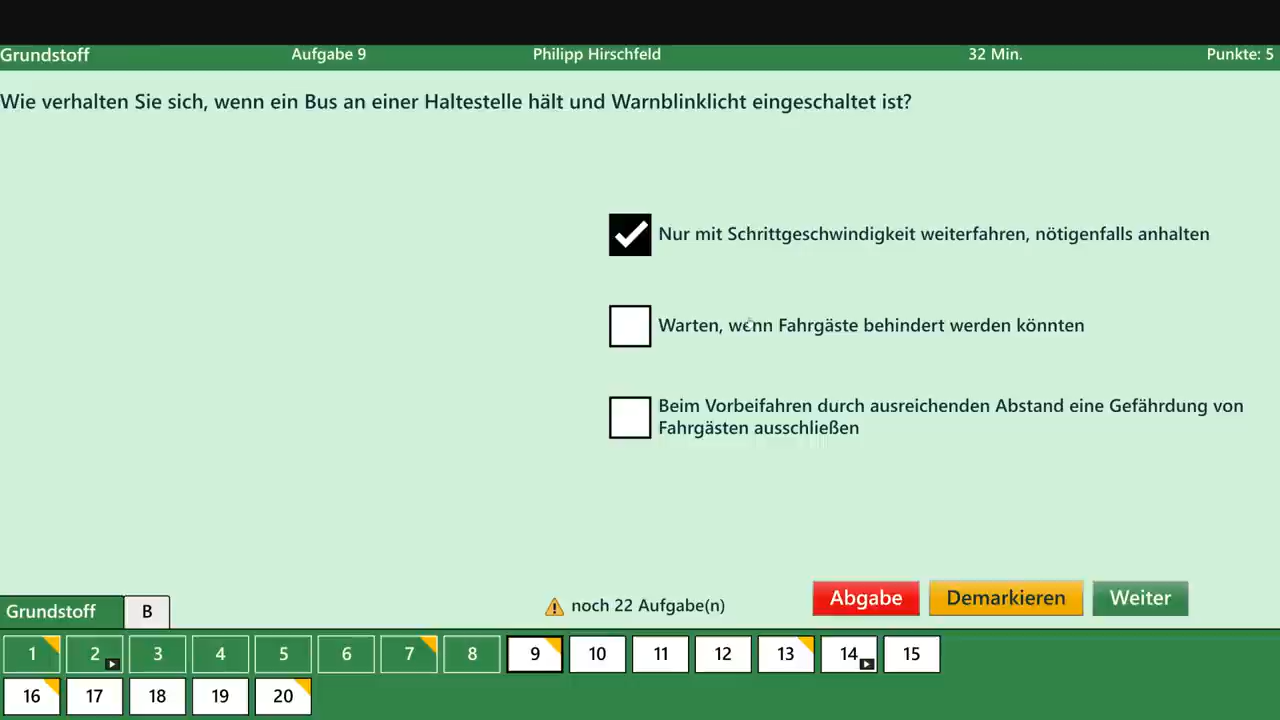 Grundstoff Aufgabe 9 Philipp Hirschfeld 32 Min. Punkte: 5
Wie verhalten Sie sich, wenn ein Bus an einer Haltestelle hält und Warnblinklicht eingeschaltet ist?
Nur mit Schrittgeschwindigkeit weiterfahren, nötigenfalls anhalten
Warten, wenn Fahrgäste behindert werden könnten
Beim Vorbeifahren durch ausreichenden Abstand eine Gefährdung von
Fahrgästen ausschließen
Grundstoff B noch 22 Aufgabe(n) Abgabe Demarkieren Weiter
1 2 3 4 5 6 7 8 9 10 11 12 13 14 15
16 17 18 19 20